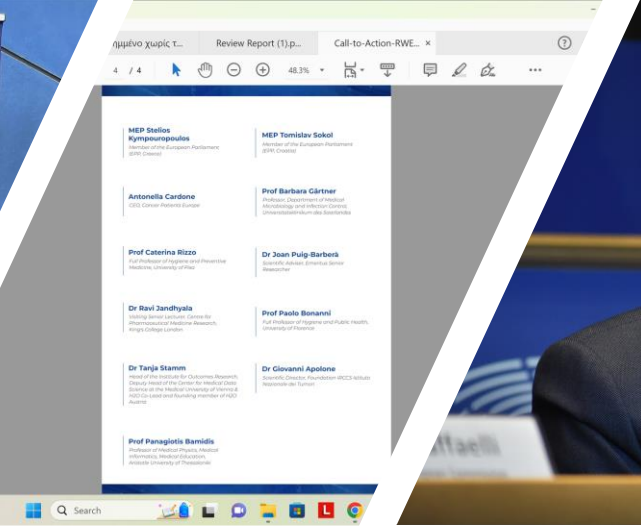 ημμένο χωρίς τ...
Review Report (1).p...
Call-to-Action-RWE... ×
4 / 4
48.3%
MEP Stelios
Kympouropoulos
Member of the European Parliament
(EPP, Greece)
MEP Tomislav Sokol
Member of the European Parliament
(EPP, Croatia)
Antonella Cardone
CEO, Cancer Patients Europe
Prof Barbara Gärtner
Professor, Department of Medical
Microbiology and Infection Control,
Universitätsklinikum des Saarlandes
Prof Caterina Rizzo
Full Professor of Hygiene and Preventive
Medicine, University of Pisa
Dr Joan Puig-Barberà
Scientific Adviser, Emeritus Senior
Researcher
Dr Ravi Jandhyala
Visiting Senior Lecturer, Centre for
Pharmaceutical Medicine Research,
King's College London
Prof Paolo Bonanni
Full Professor of Hygiene and Public Health,
University of Florence
Dr Tanja Stamm
Head of the Institute for Outcomes Research,
Deputy Head of the Center for Medical Data
Science at the Medical University of Vienna &
H2O Co-Lead and founding member of H2O
Austria
Dr Giovanni Apolone
Scientific Director, Foundation IRCCS Istituto
Nazionale dei Tumori
Prof Panagiotis Bamidis
Professor of Medical Physics, Medical
Informatics, Medical Education,
Aristotle University of Thessaloniki
ffaelli
Search
L